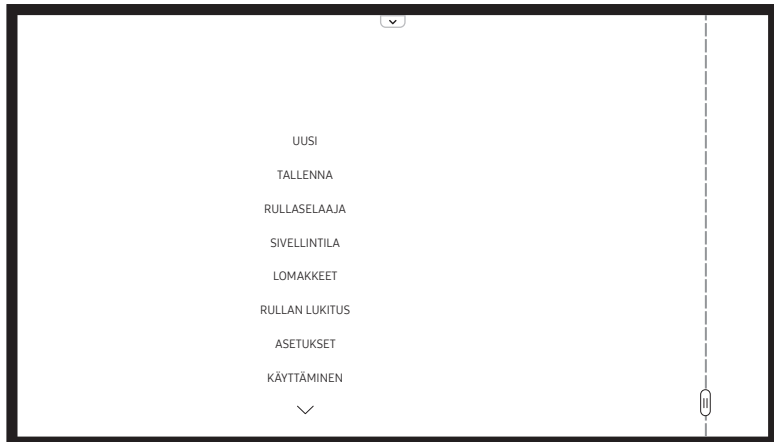 UUSI
TALLENNA
RULLASELAAJA
SIVELLINTILA
LOMAKKEET
RULLAN LUKITUS
ASETUKSET
KÄYTTÄMINEN